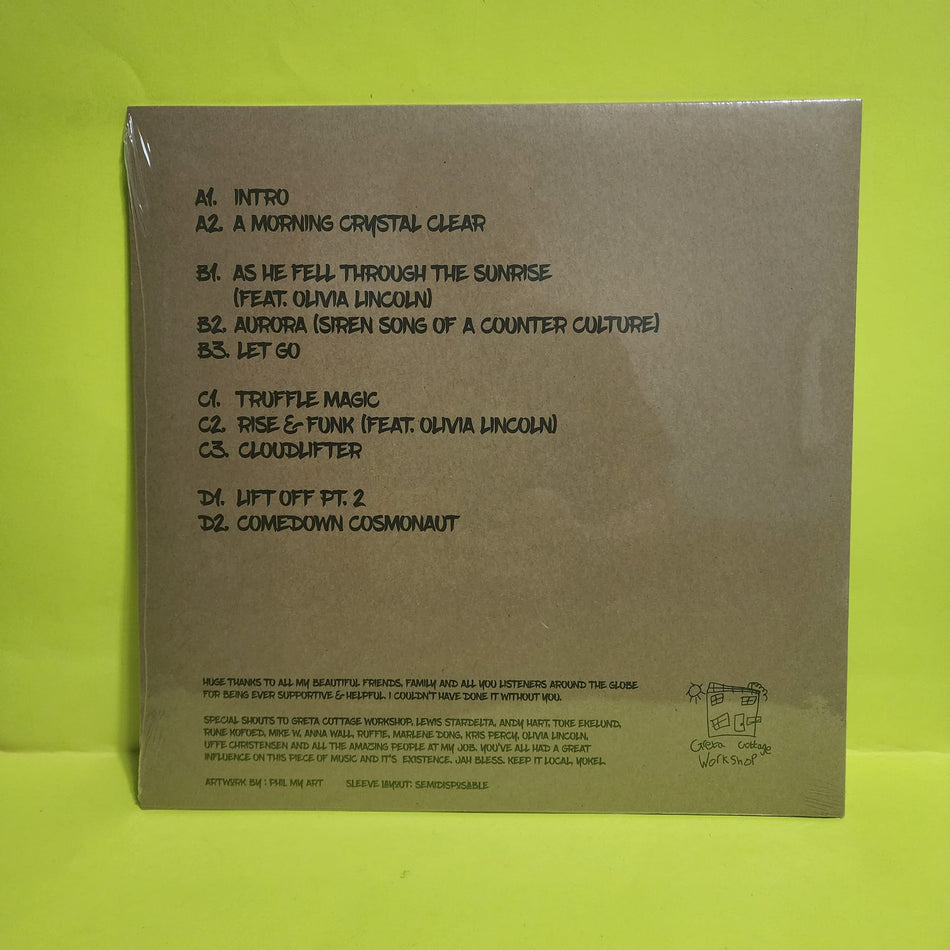 A1. INTRO
A2. A MORNING CRYSTAL CLEAR
B1. AS HE FELL THROUGH THE SUNRISE
(FEAT. OLIVIA LINCOLN)
B2. AURORA (SIREN SONG OF A COUNTER CULTURE)
B3. LET GO
C1. TRUFFLE MAGIC
C2. RISE & FUNK (FEAT. OLIVIA LINCOLN)
C3. CLOUDLIFTER
D1. LIFT OFF PT. 2
D2. COMEDOWN COSMONAUT
HUGE THANKS TO ALL MY BEAUTIFUL FRIENDS, FAMILY AND ALL YOU LISTENERS AROUND THE GLOBE
FOR BEING EVER SUPPORTIVE & HELPFUL. I COULDN'T HAVE DONE IT WITHOUT YOU.
SPECIAL SHOUTS TO GRETA COTTAGE WORKSHOP, LEWIS STARDELTA, ANDY HART, TOKE EKELUND,
RUNE KOFOED, MIKE W, ANNA WALL, RUFFIE, MARLENE DONG, KRIS PERCY, OLIVIA LINCOLN,
UFFE CHRISTENSEN AND ALL THE AMAZING PEOPLE AT MY JOB. YOU'VE ALL HAD A GREAT
INFLUENCE ON THIS PIECE OF MUSIC AND IT'S EXISTENCE. JAH BLESS. KEEP IT LOCAL, YOKEL.
ARTWORK BY : PHIL MY ART SLEEVE LAYOUT: SEMIDISPOSABLE
Greta Cottage
Workshop